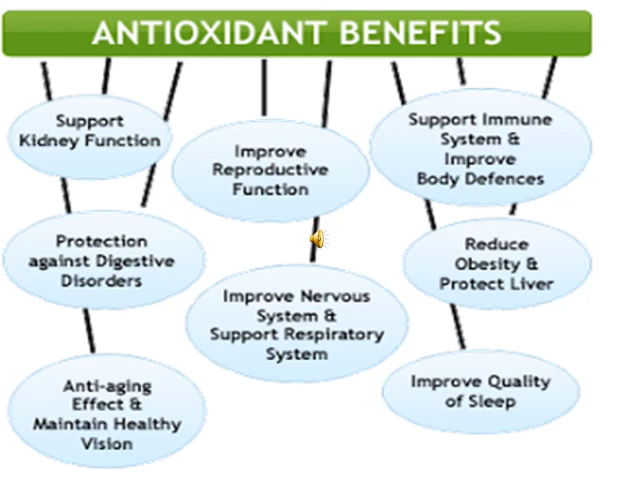 ANTIOXIDANT BENEFITS
Support
Kidney Function
Improve
Reproductive
Function
Support Immune
System &
Improve
Body Defences
Protection
against Digestive
Disorders
Improve Nervous
System &
Support Respiratory
System
Reduce
Obesity &
Protect Liver
Anti-aging
Effect &
Maintain Healthy
Vision
Improve Quality
of Sleep